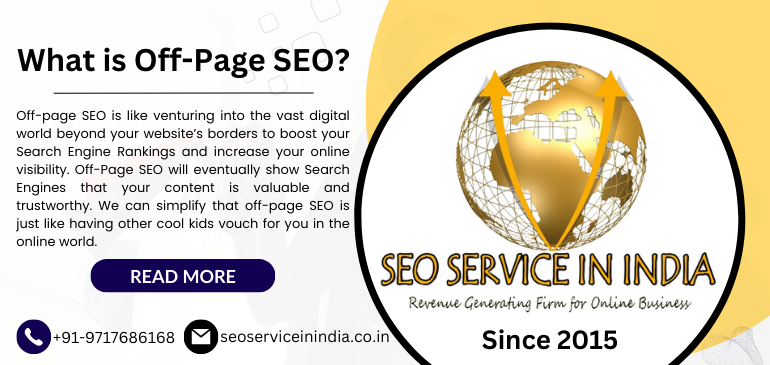 What is Off-Page SEO?
Off-page SEO is like venturing into the vast digital
world beyond your website's borders to boost your
Search Engine Rankings and increase your online
visibility. Off-Page SEO will eventually show Search
Engines that your content is valuable and
trustworthy. We can simplify that off-page SEO is
just like having other cool kids vouch for you in the
online world.
READ MORE
+91-9717686168
seoserviceinindia.co.in
SEO SERVICE IN INDIA
Revenue Generating Firm for Online Business
Since 2015